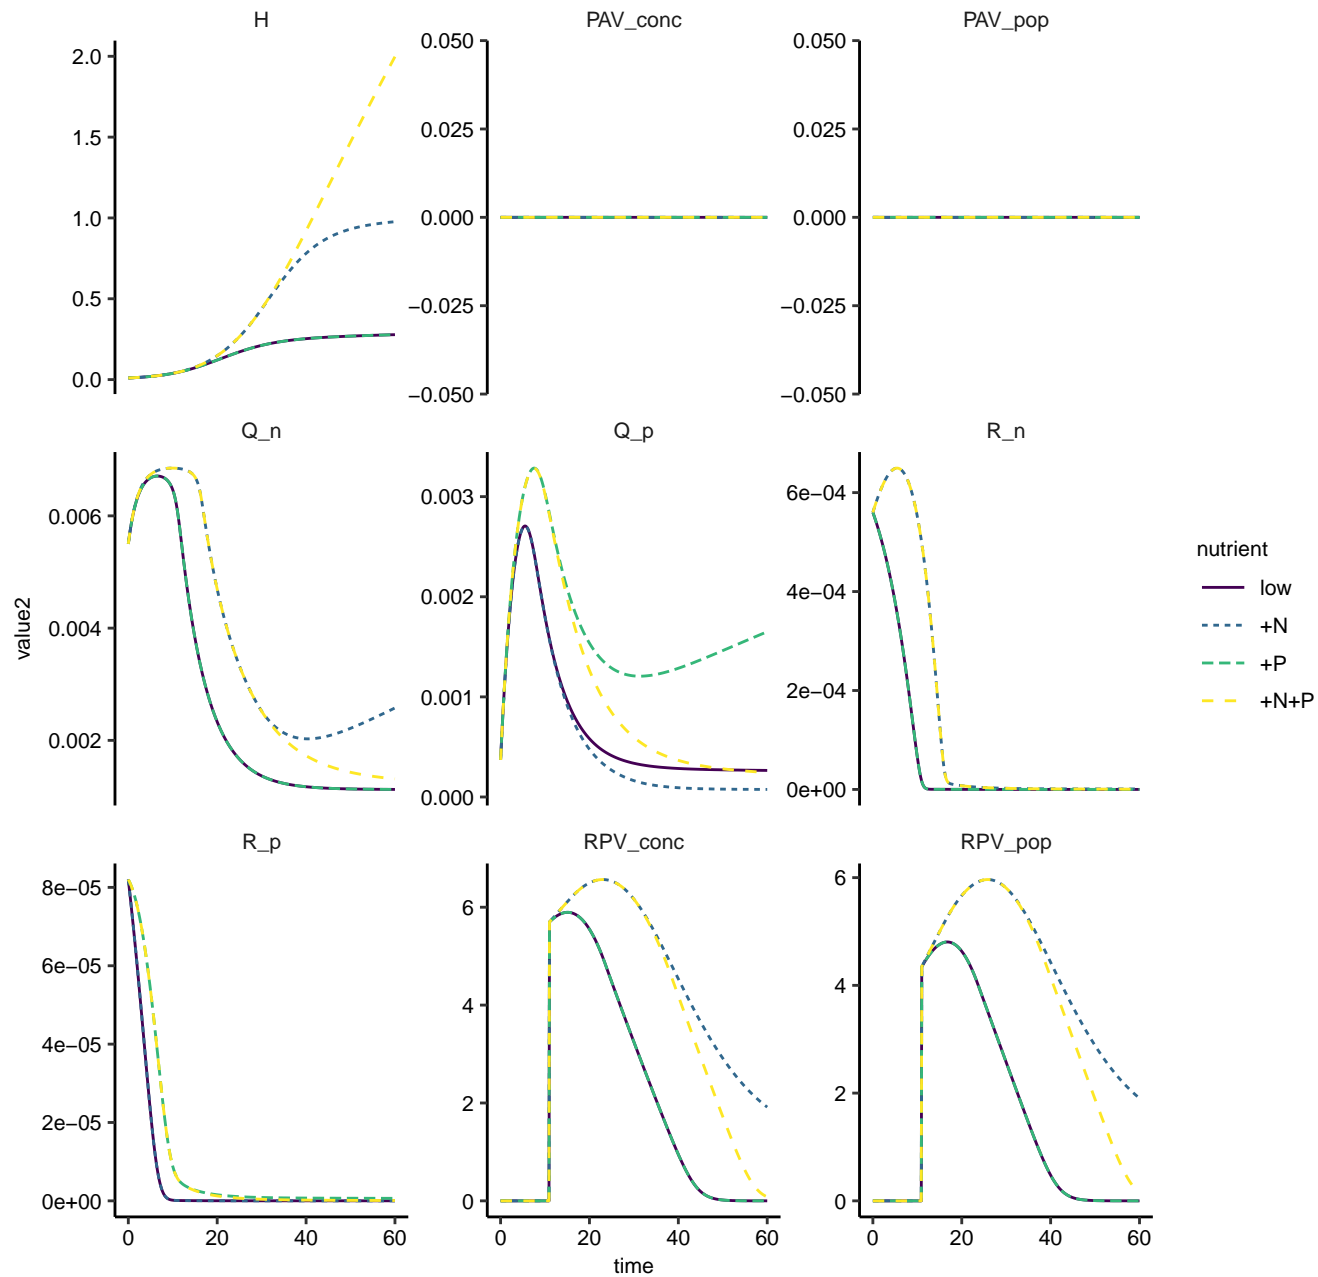 H
PAV_conc
PAV_pop
2.0
1.5
1.0
0.5
0.0
0.050
0.025
0.000
−0.025
−0.050
0.050
0.025
0.000
−0.025
−0.050
Q_n
Q_p
R_n
0.006
0.004
0.002
0.003
0.002
0.001
0.000
6e−04
4e−04
2e−04
0e+00
value2
nutrient
low
+N
+P
+N+P
R_p
RPV_conc
RPV_pop
8e−05
6e−05
4e−05
2e−05
0e+00
6
4
2
0
6
4
2
0
0 20 40 60
0 20 40 60
0 20 40 60
time